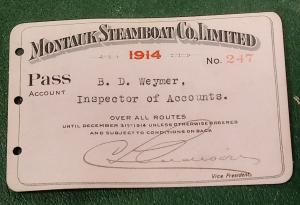 MONTAUK STEAMBOAT CO., LIMITED
1914
No. 247
Pass
ACCOUNT
B. D. Weymer,
Inspector of Accounts.
OVER ALL ROUTES
UNTIL DECEMBER 31ST 1914 UNLESS OTHERWISE ORDERED
AND SUBJECT TO CONDITIONS ON BACK
Vice President.